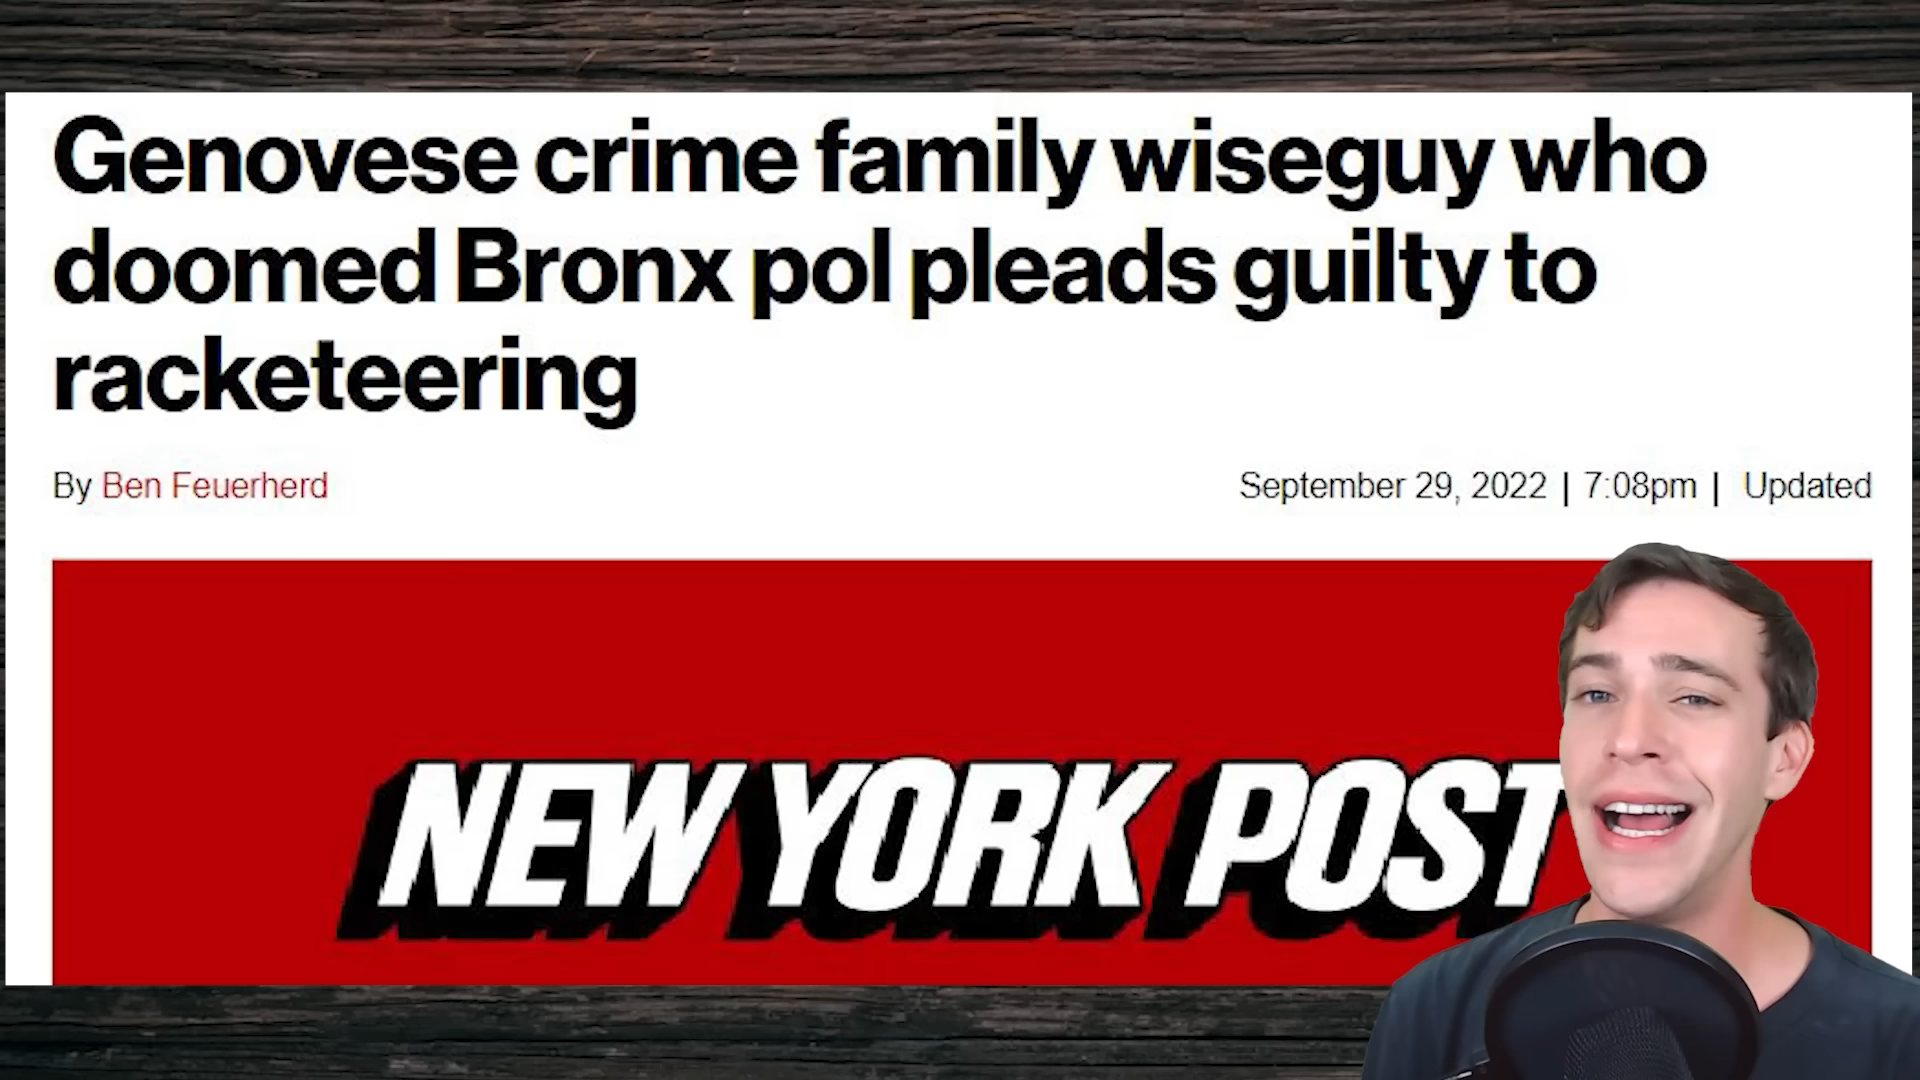 Genovese crime family wiseguy who
doomed Bronx pol pleads guilty to
racketeering
By Ben Feuerherd
September 29, 2022 | 7:08pm | Updated
NEW YORK POST